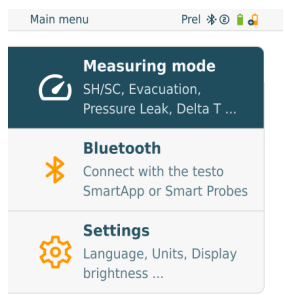 Main menu Prel ②
Measuring mode
SH/SC, Evacuation,
Pressure Leak, Delta T ...
Bluetooth
Connect with the testo
SmartApp or Smart Probes
Settings
Language, Units, Display
brightness ...